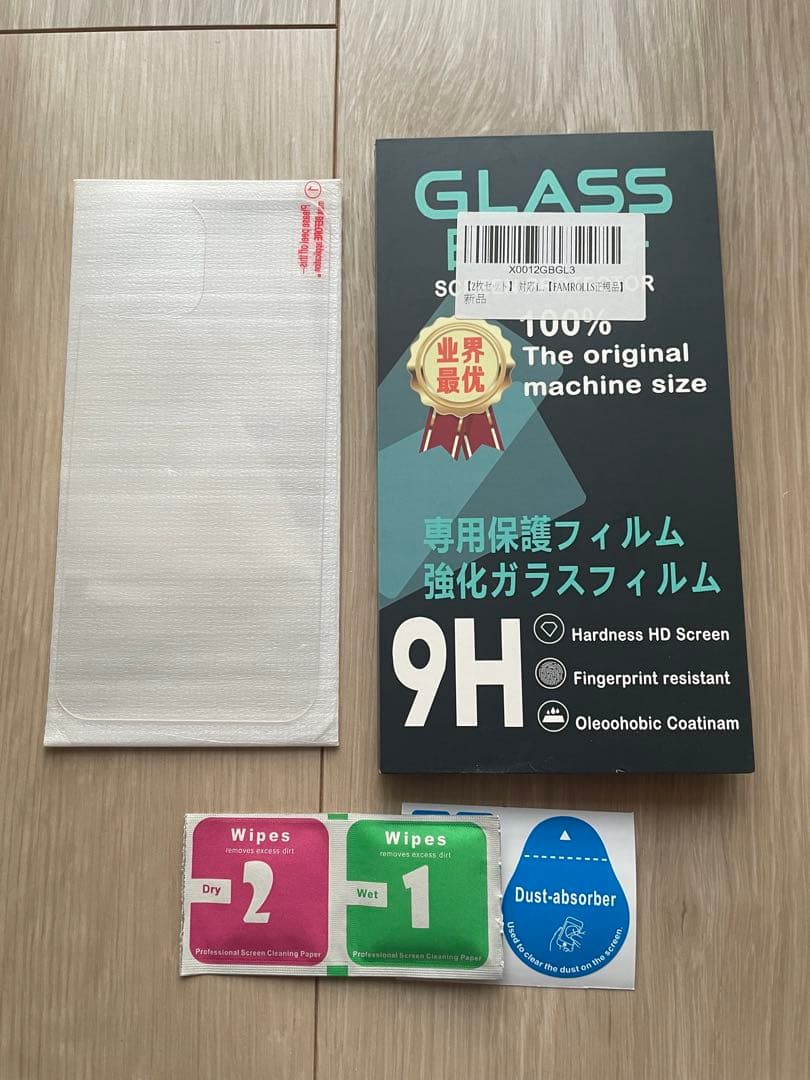 GLASS
X0012GBGL3
【2枚セット】 対応i...【FAMROLLS正規品】
新品
100%
The original
machine size
业界
最优
専用保護フィルム
強化ガラスフィルム
9H
Hardness HD Screen
Fingerprint resistant
Oleoohobic Coatinam
Wipes
removes excess dirt
Dry
2
Professional Screen Cleaning Paper
Wipes
removes excess dirt
Wet
1
Professional Screen Cleaning Paper
Dust-absorber
Used to clear the dust on the screen.